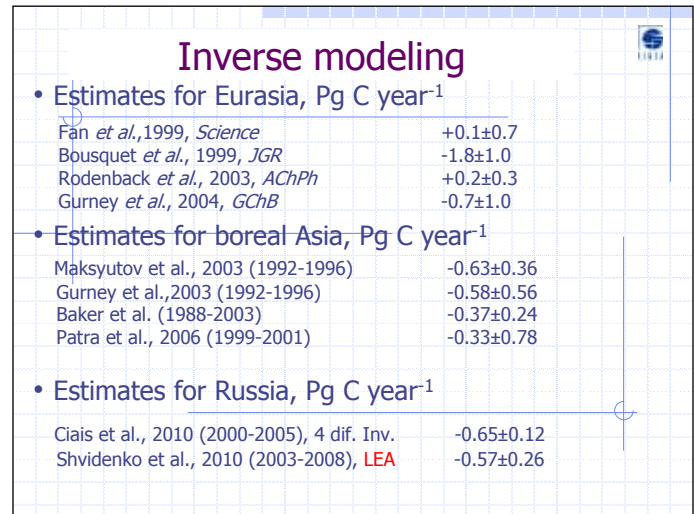 Inverse modeling
• Estimates for Eurasia, Pg C year-1
Fan et al.,1999, Science +0.1±0.7
Bousquet et al., 1999, JGR -1.8±1.0
Rodenback et al., 2003, AChPh +0.2±0.3
Gurney et al., 2004, GChB -0.7±1.0
• Estimates for boreal Asia, Pg C year-1
Maksyutov et al., 2003 (1992-1996) -0.63±0.36
Gurney et al.,2003 (1992-1996) -0.58±0.56
Baker et al. (1988-2003) -0.37±0.24
Patra et al., 2006 (1999-2001) -0.33±0.78
• Estimates for Russia, Pg C year-1
Ciais et al., 2010 (2000-2005), 4 dif. Inv. -0.65±0.12
Shvidenko et al., 2010 (2003-2008), LEA -0.57±0.26